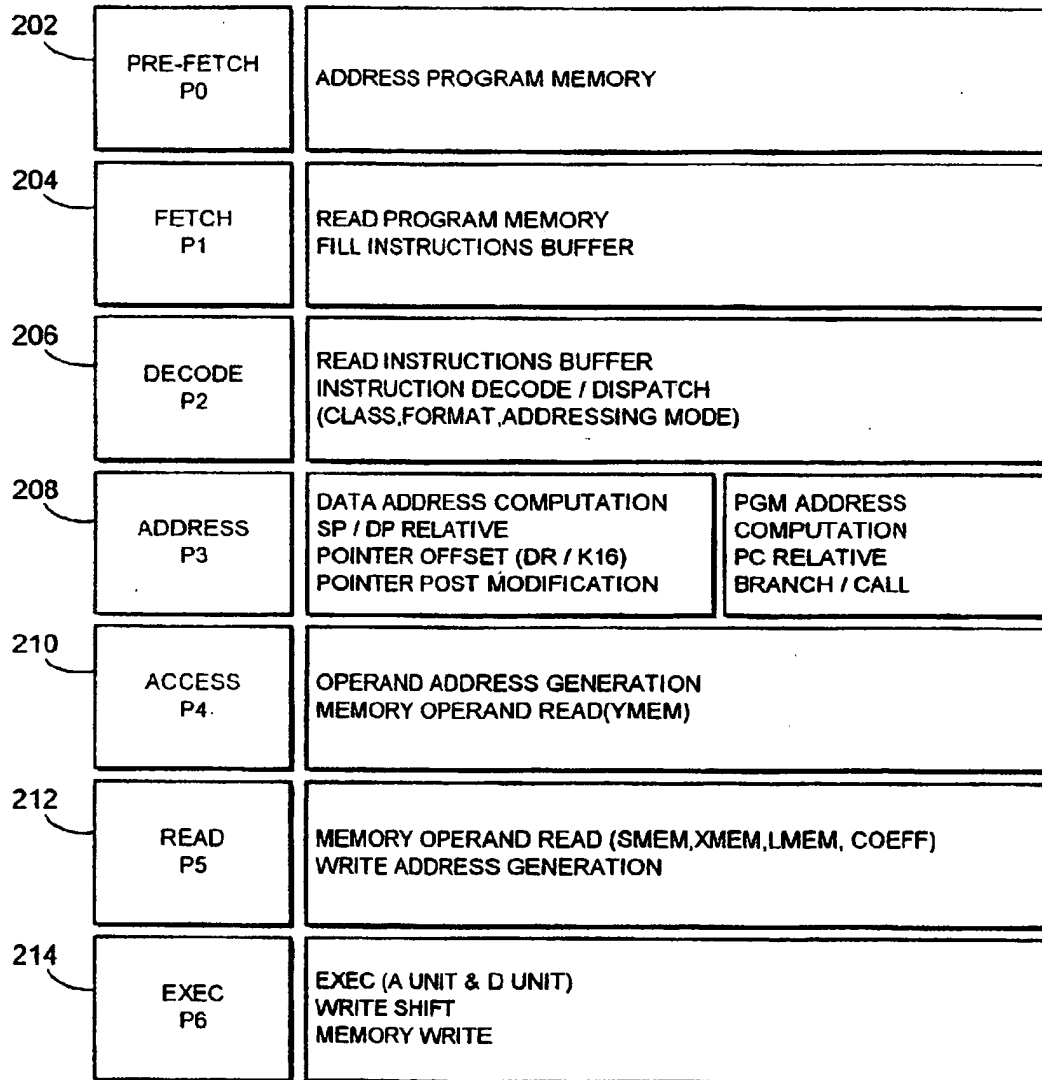 202
PRE-FETCH
P0
ADDRESS PROGRAM MEMORY
204
FETCH
P1
READ PROGRAM MEMORY
FILL INSTRUCTIONS BUFFER
206
DECODE
P2
READ INSTRUCTIONS BUFFER
INSTRUCTION DECODE / DISPATCH
(CLASS,FORMAT,ADDRESSING MODE)
208
ADDRESS
P3
DATA ADDRESS COMPUTATION
SP / DP RELATIVE
POINTER OFFSET (DR / K16)
POINTER POST MODIFICATION
PGM ADDRESS
COMPUTATION
PC RELATIVE
BRANCH / CALL
210
ACCESS
P4
OPERAND ADDRESS GENERATION
MEMORY OPERAND READ(YMEM)
212
READ
P5
MEMORY OPERAND READ (SMEM,XMEM,LMEM, COEFF)
WRITE ADDRESS GENERATION
214
EXEC
P6
EXEC (A UNIT & D UNIT)
WRITE SHIFT
MEMORY WRITE